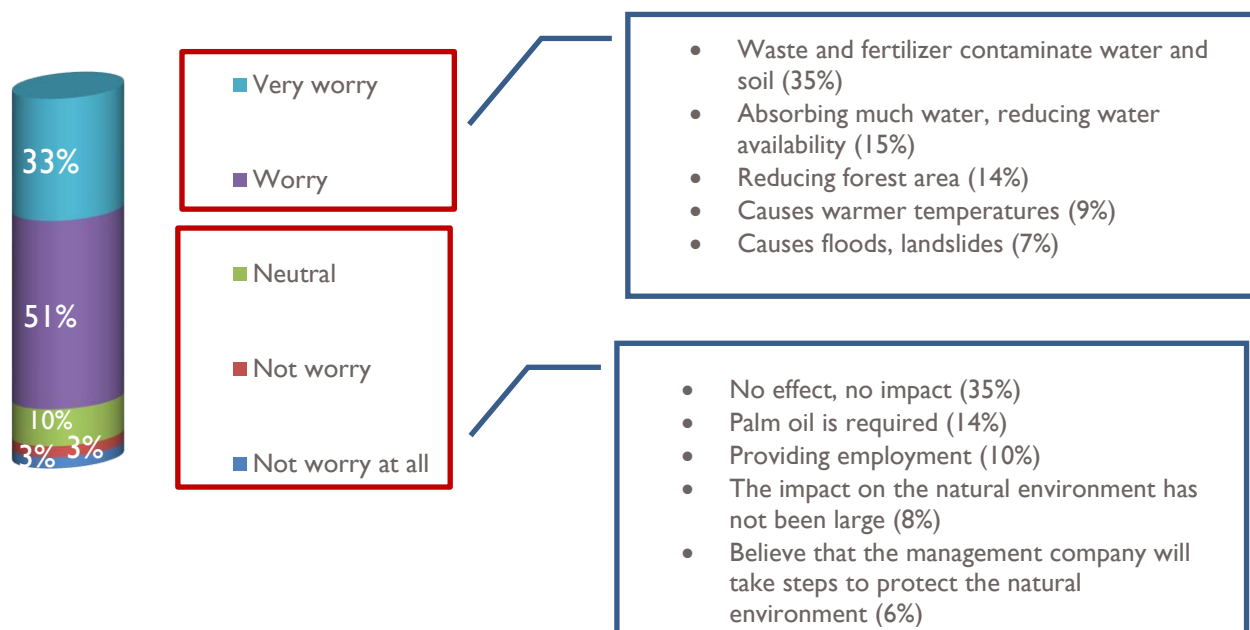 33%
51%
10%
3%
3%
Very worry
Worry
Neutral
Not worry
Not worry at all
• Waste and fertilizer contaminate water and
soil (35%)
• Absorbing much water, reducing water
availability (15%)
• Reducing forest area (14%)
• Causes warmer temperatures (9%)
• Causes floods, landslides (7%)
• No effect, no impact (35%)
• Palm oil is required (14%)
• Providing employment (10%)
• The impact on the natural environment has
not been large (8%)
• Believe that the management company will
take steps to protect the natural
environment (6%)